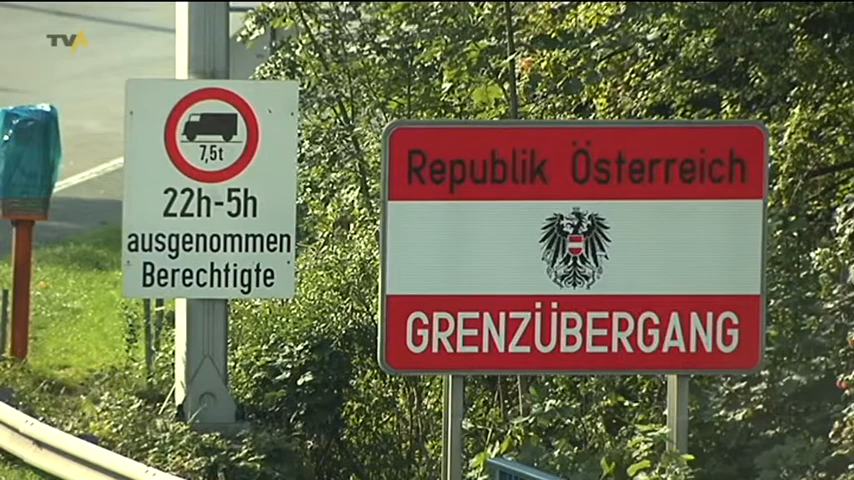 TVA
7,5t
22h-5h
ausgenommen
Berechtigte
Republik Österreich
GRENZÜBERGANG